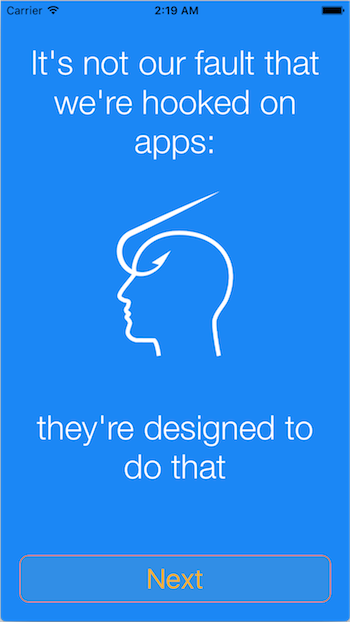 Carrier 2:19 AM
It's not our fault that
we're hooked on
apps:
they're designed to
do that
Next